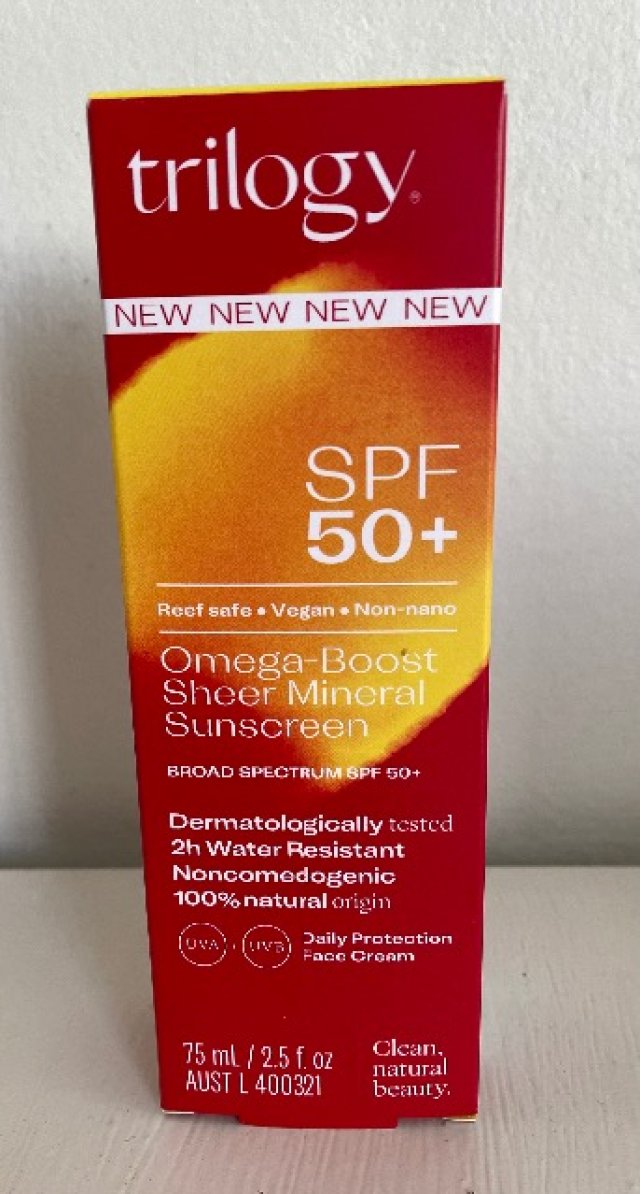 trilogy®
NEW NEW NEW NEW
SPF
50+
Reef safe • Vegan • Non-nano
Omega-Boost
Sheer Mineral
Sunscreen
BROAD SPECTRUM SPF 50+
Dermatologically tested
2h Water Resistant
Noncomedogenic
100% natural origin
UVA + UVB Daily Protection
Face Cream
75 mL / 2.5 f. oz
AUST L 400321
Clean,
natural
beauty.